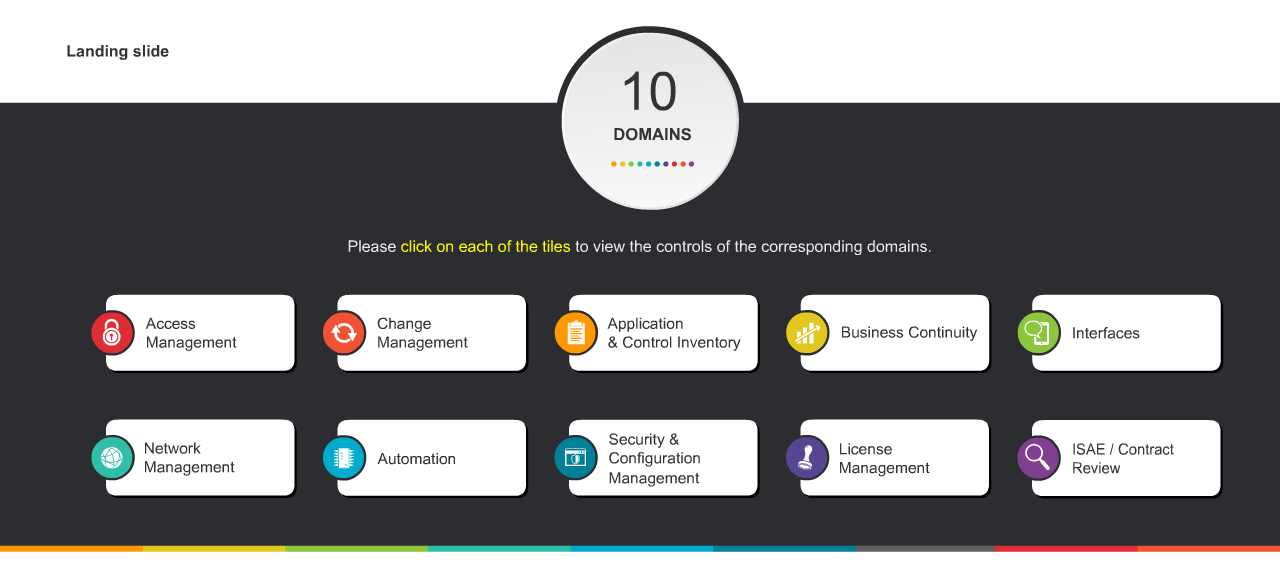 Landing slide
10
DOMAINS
Please click on each of the tiles to view the controls of the corresponding domains.
Access
Management
Change
Management
Application
& Control Inventory
Business Continuity
Interfaces
Network
Management
Automation
Security &
Configuration
Management
License
Management
ISAE / Contract
Review